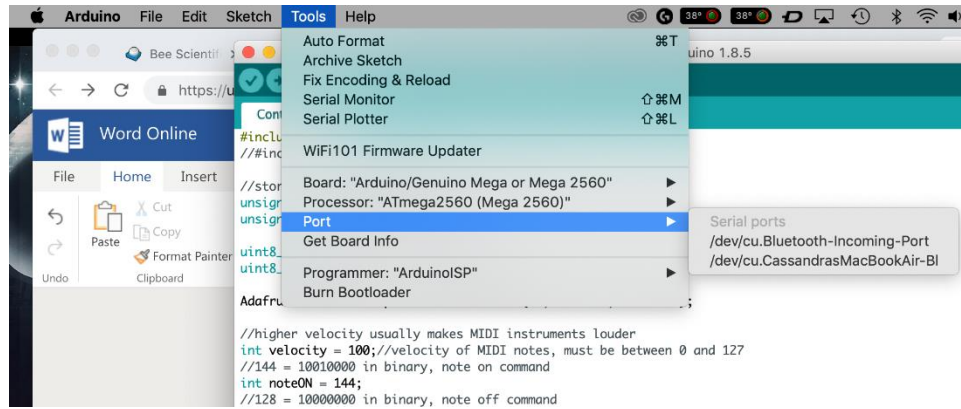 Arduino File Edit Sketch Tools Help 38° 38°
Bee Scientif uino 1.8.5
https://u
Word Online
File Home Insert
Cut
Copy
Paste
Format Painter
Undo Clipboard
Auto Format ⌘T
Archive Sketch
Fix Encoding & Reload
Serial Monitor ⇧⌘M
Serial Plotter ⇧⌘L
WiFi101 Firmware Updater
Board: "Arduino/Genuino Mega or Mega 2560"
Processor: "ATmega2560 (Mega 2560)"
Port
Get Board Info
Programmer: "ArduinoISP"
Burn Bootloader
Serial ports
/dev/cu.Bluetooth-Incoming-Port
/dev/cu.CassandrasMacBookAir-Bl
Con
#inclu
//#inc
//stor
unsign
unsign
uint8_
uint8_
Adafru ;
//higher velocity usually makes MIDI instruments louder
int velocity = 100;//velocity of MIDI notes, must be between 0 and 127
//144 = 10010000 in binary, note on command
int noteON = 144;
//128 = 10000000 in binary, note off command